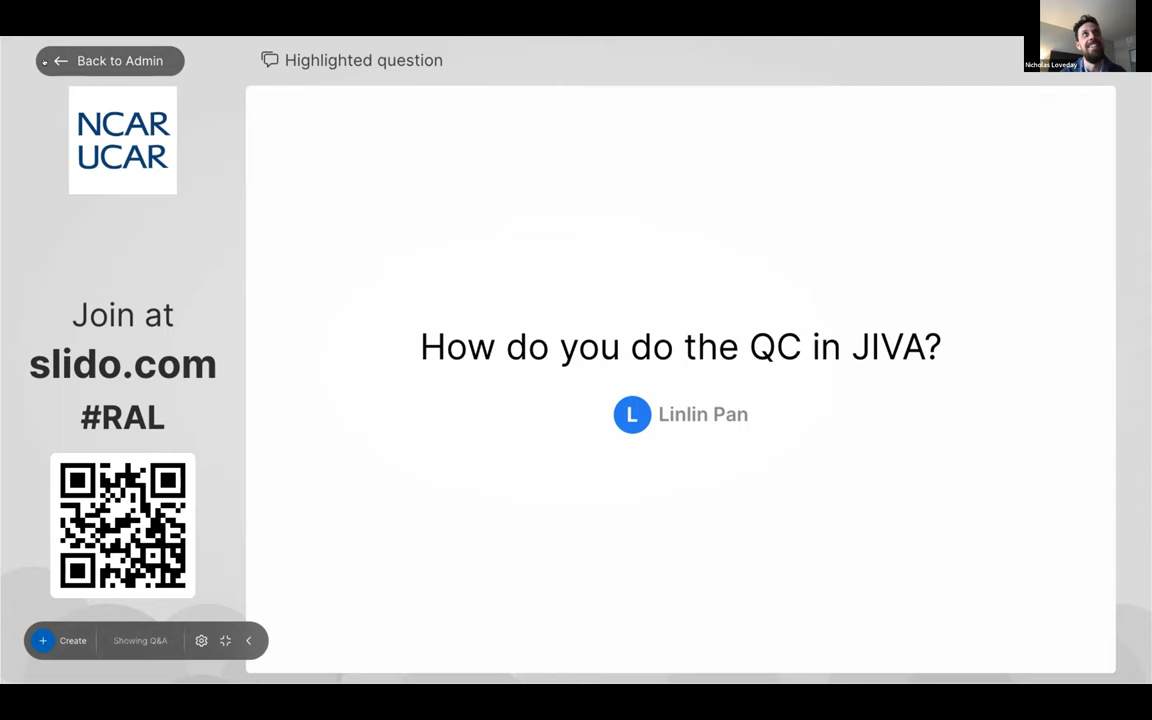 Back to Admin
Highlighted question
Nicholas Loveday
NCAR
UCAR
Join at
slido.com
#RAL
How do you do the QC in JIVA?
L Linlin Pan
Create
Showing Q&A